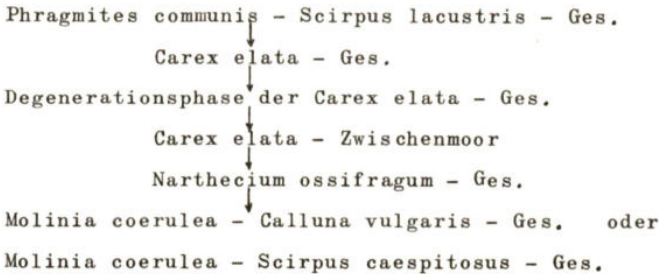 Phragmites communis - Scirpus lacustris - Ges.
Carex elata - Ges.
Degenerationsphase der Carex elata - Ges.
Carex elata - Zwischenmoor
Narthecium ossifragum - Ges.
Molinia coerulea - Calluna vulgaris - Ges. oder
Molinia coerulea - Scirpus caespitosus - Ges.